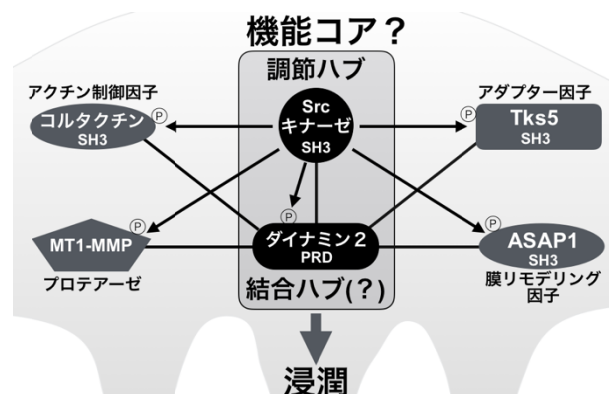 機能コア？
調節ハブ
アクチン制御因子
コルタクチン
SH3
P
Src
キナーゼ
SH3
アダプター因子
P
Tks5
SH3
P
MT1-MMP
プロテアーゼ
P
ダイナミン２
PRD
結合ハブ(？)
P
ASAP1
SH3
膜リモデリング
因子
浸潤